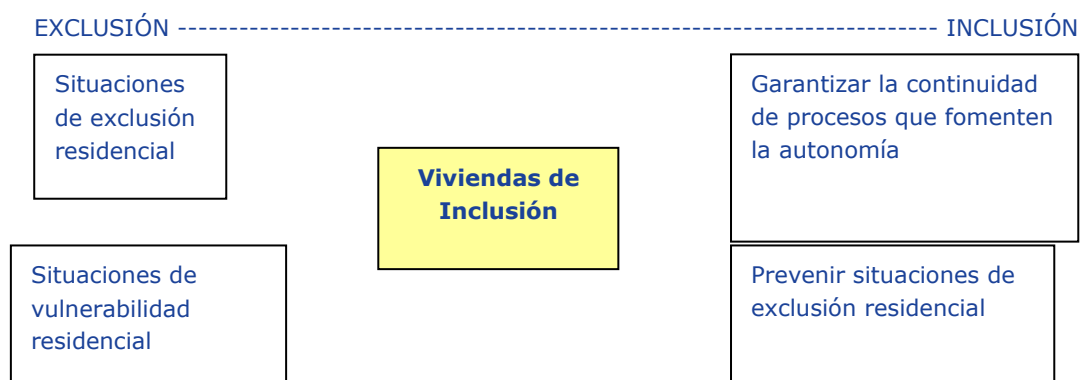 EXCLUSIÓN -------------------------------------------------------------------------- INCLUSIÓN
Situaciones
de exclusión
residencial
Garantizar la continuidad
de procesos que fomenten
la autonomía
Viviendas de
Inclusión
Situaciones de
vulnerabilidad
residencial
Prevenir situaciones de
exclusión residencial